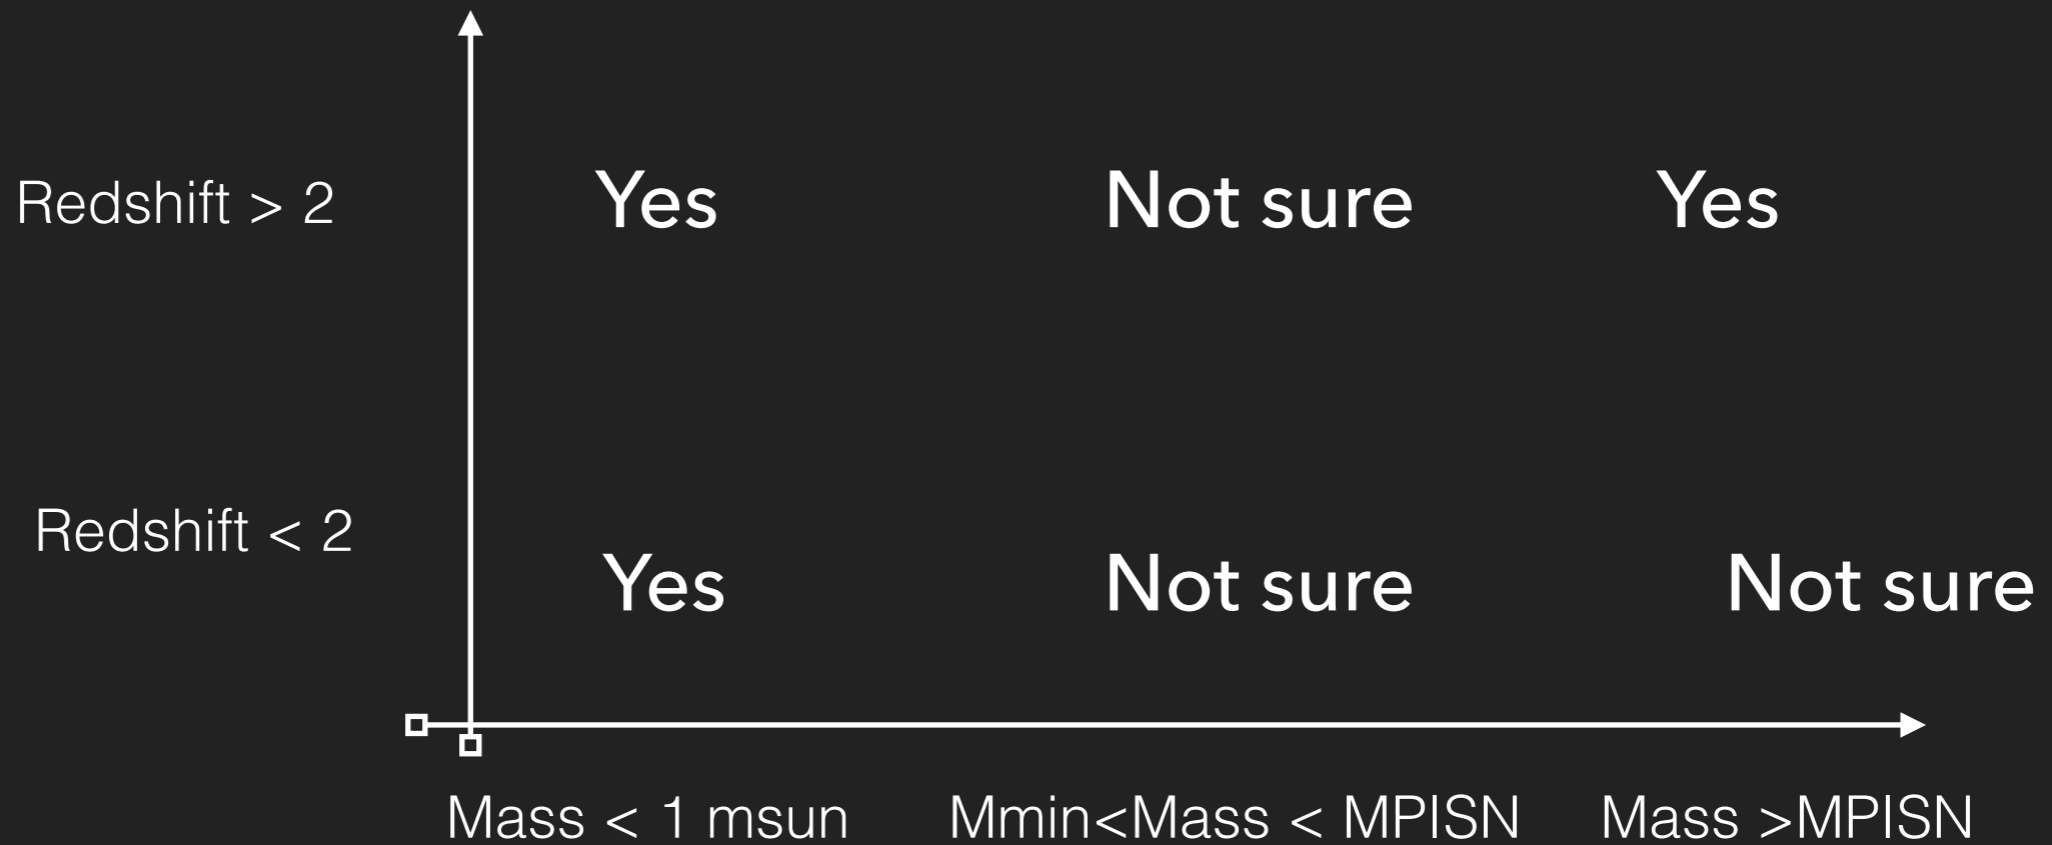 Redshift > 2 Yes Not sure Yes
Redshift < 2 Yes Not sure Not sure
Mass < 1 msun Mmin<Mass < MPISN Mass >MPISN